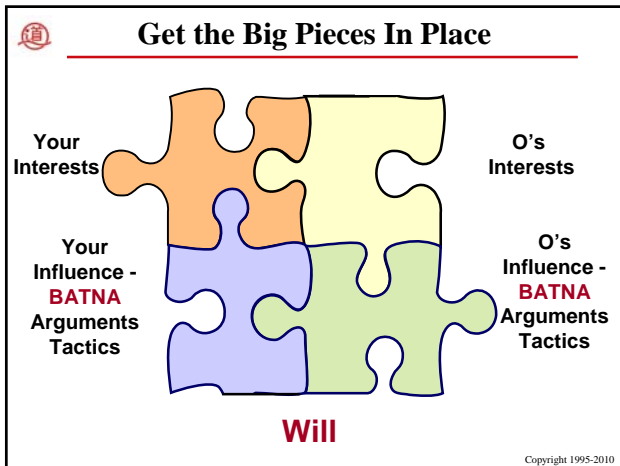 道
Get the Big Pieces In Place
Your
Interests
O's
Interests
Your
Influence -
BATNA
Arguments
Tactics
O's
Influence -
BATNA
Arguments
Tactics
Will
Copyright 1995-2010